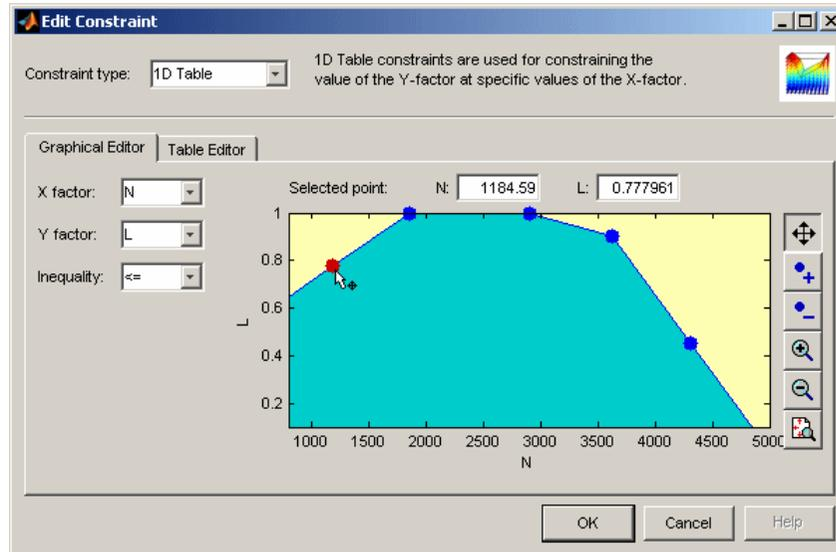 Edit Constraint
Constraint type: 1D Table
1D Table constraints are used for constraining the
value of the Y-factor at specific values of the X-factor.
Graphical Editor Table Editor
X factor: N
Y factor: L
Inequality: <=
Selected point: N: 1184.59 L: 0.777961
1
0.8
0.6
0.4
0.2
L
1000 1500 2000 2500 3000 3500 4000 4500 5000
N
OK Cancel Help